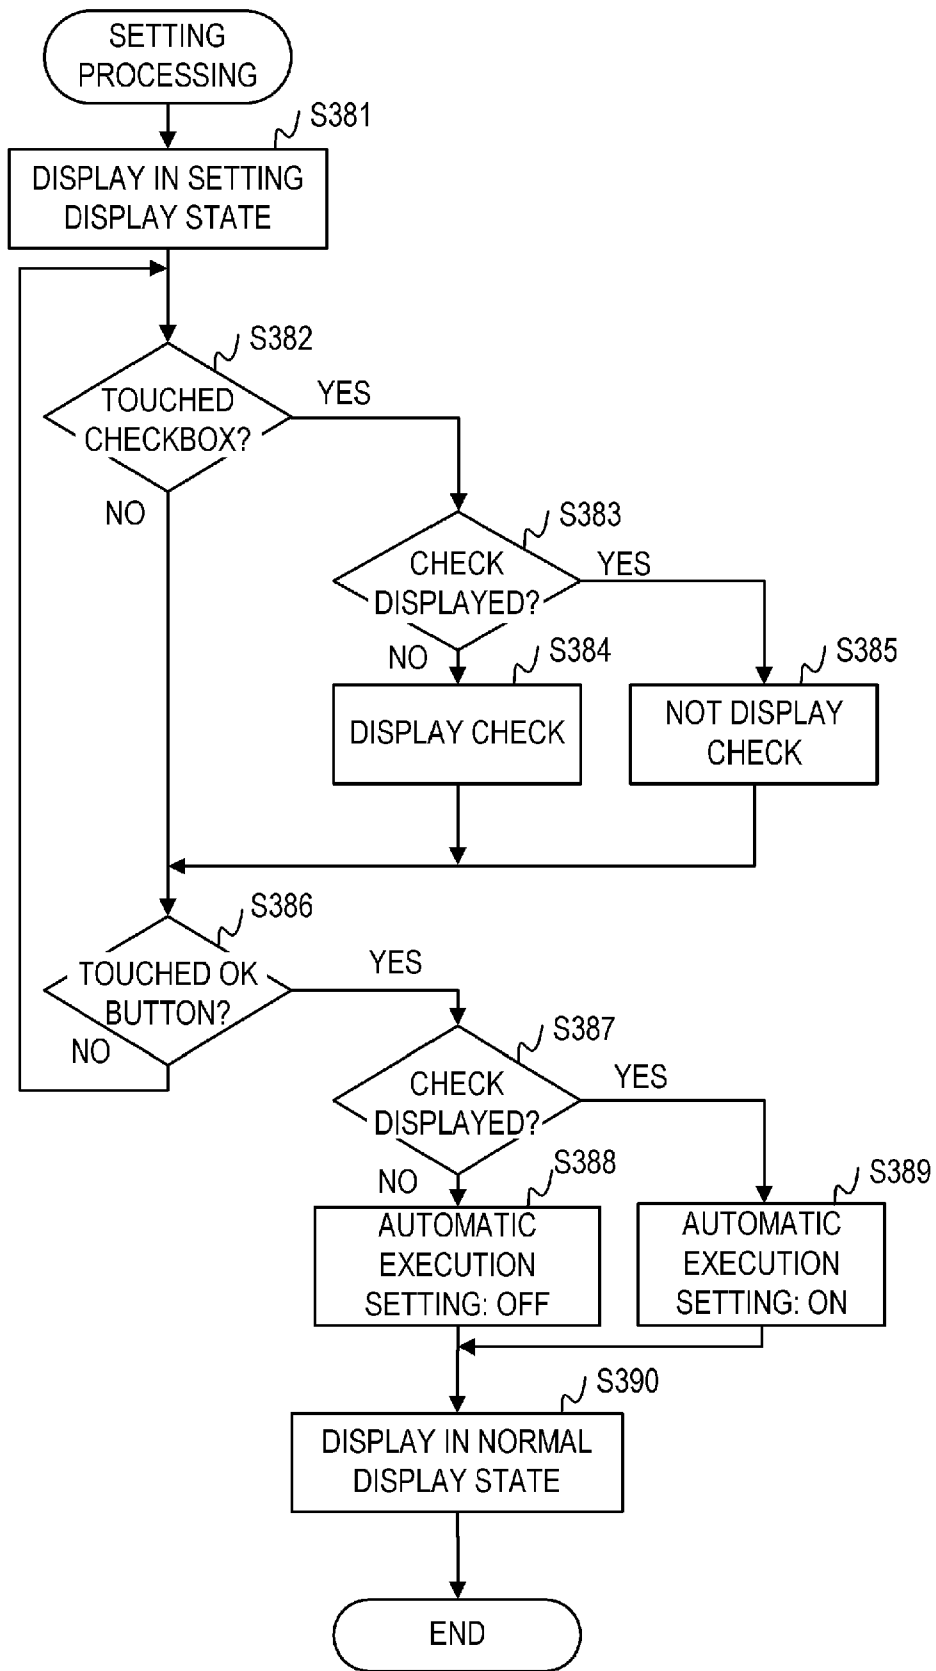 SETTING
PROCESSING
S381
DISPLAY IN SETTING
DISPLAY STATE
S382
TOUCHED
CHECKBOX?
YES
NO
S383
CHECK
DISPLAYED?
YES
NO
S384
DISPLAY CHECK
S385
NOT DISPLAY
CHECK
S386
TOUCHED OK
BUTTON?
YES
NO
S387
CHECK
DISPLAYED?
YES
NO
S388
AUTOMATIC
EXECUTION
SETTING: OFF
S389
AUTOMATIC
EXECUTION
SETTING: ON
S390
DISPLAY IN NORMAL
DISPLAY STATE
END